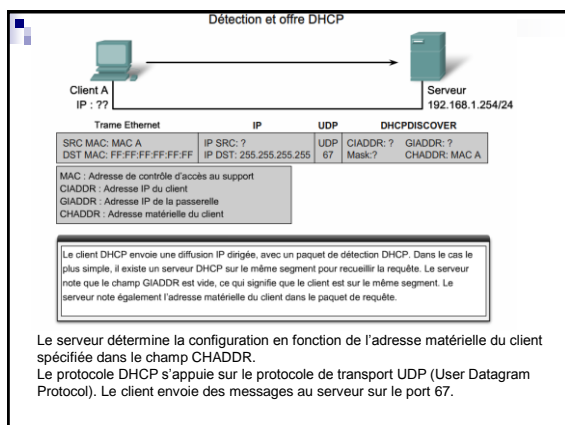 Détection et offre DHCP
Client A
IP : ??
Serveur
192.168.1.254/24
Trame Ethernet IP UDP DHCPDISCOVER
SRC MAC: MAC A IP SRC: ? UDP CIADDR: ? GIADDR: ?
DST MAC: FF:FF:FF:FF:FF:FF IP DST: 255.255.255.255 67 Mask:? CHADDR: MAC A
MAC : Adresse de contrôle d'accès au support
CIADDR : Adresse IP du client
GIADDR : Adresse IP de la passerelle
CHADDR : Adresse matérielle du client
Le client DHCP envoie une diffusion IP dirigée, avec un paquet de détection DHCP. Dans le cas le
plus simple, il existe un serveur DHCP sur le même segment pour recueillir la requête. Le serveur
note que le champ GIADDR est vide, ce qui signifie que le client est sur le même segment. Le
serveur note également l'adresse matérielle du client dans le paquet de requête.
Le serveur détermine la configuration en fonction de l'adresse matérielle du client
spécifiée dans le champ CHADDR.
Le protocole DHCP s'appuie sur le protocole de transport UDP (User Datagram
Protocol). Le client envoie des messages au serveur sur le port 67.